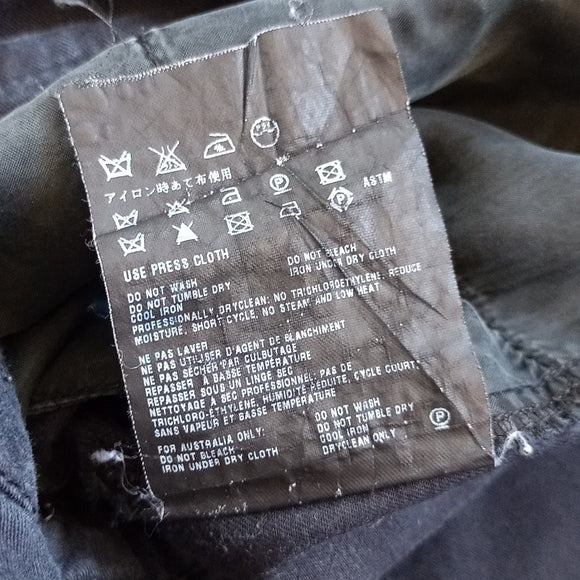 アイロン時あて布使用
ASTM
USE PRESS CLOTH
DO NOT WASH
DO NOT BLEACH
DO NOT TUMBLE DRY
IRON UNDER DRY CLOTH
COOL IRON
PROFESSIONALLY DRYCLEAN: NO TRICHLOROETHYLENE, REDUCE
MOISTURE, SHORT CYCLE, NO STEAM AND LOW HEAT
NE PAS LAVER
NE PAS UTILISER D'AGENT DE BLANCHIMENT
NE PAS SÉCHER PAR CULBUTAGE
REPASSER À BASSE TEMPÉRATURE
REPASSER SOUS UN LINGE SEC
NETTOYAGE À SEC PROFESSIONNEL: PAS DE
TRICHLORO-ÉTHYLÈNE, HUMIDITÉ RÉDUITE, CYCLE COURT,
SANS VAPEUR ET BASSE TEMPÉRATURE
FOR AUSTRALIA ONLY:
DO NOT WASH
DO NOT BLEACH
DO NOT TUMBLE DRY
IRON UNDER DRY CLOTH
COOL IRON
DRYCLEAN ONLY
P